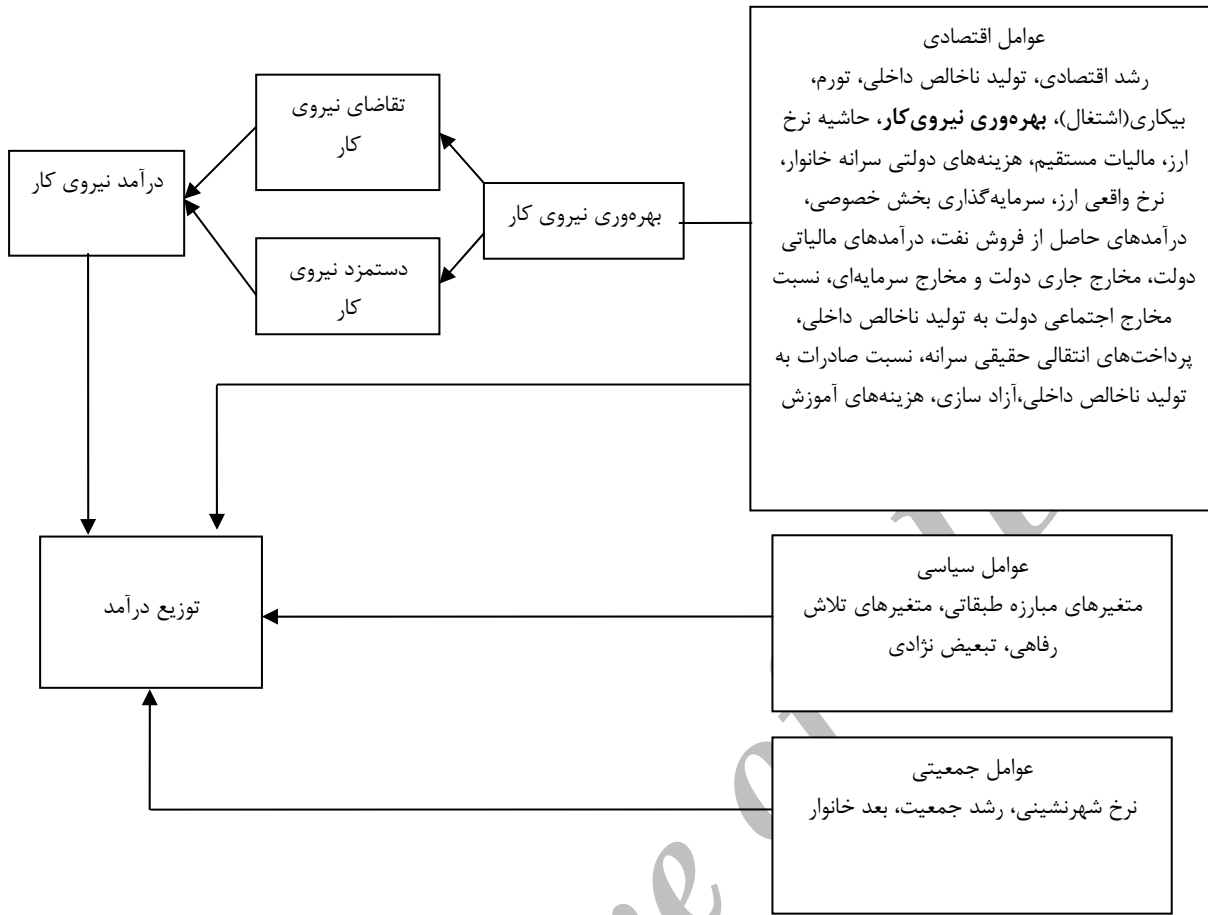 عوامل اقتصادی
رشد اقتصادی، تولید ناخالص داخلی، تورم،
بیکاری(اشتغال)، بهره‌وری نیروی‌کار، حاشیه نرخ
ارز، مالیات مستقیم، هزینه‌های دولتی سرانه خانوار،
نرخ واقعی ارز، سرمایه‌گذاری بخش خصوصی،
درآمدهای حاصل از فروش نفت، درآمدهای مالیاتی
دولت، مخارج جاری دولت و مخارج سرمایه‌ای، نسبت
مخارج اجتماعی دولت به تولید ناخالص داخلی،
پرداخت‌های انتقالی حقیقی سرانه، نسبت صادرات به
تولید ناخالص داخلی،آزاد سازی، هزینه‌های آموزش
بهره‌وری نیروی کار
تقاضای نیروی
کار
دستمزد نیروی
کار
درآمد نیروی کار
توزیع درآمد
عوامل سیاسی
متغیرهای مبارزه طبقاتی، متغیرهای تلاش
رفاهی، تبعیض نژادی
عوامل جمعیتی
نرخ شهرنشینی، رشد جمعیت، بعد خانوار